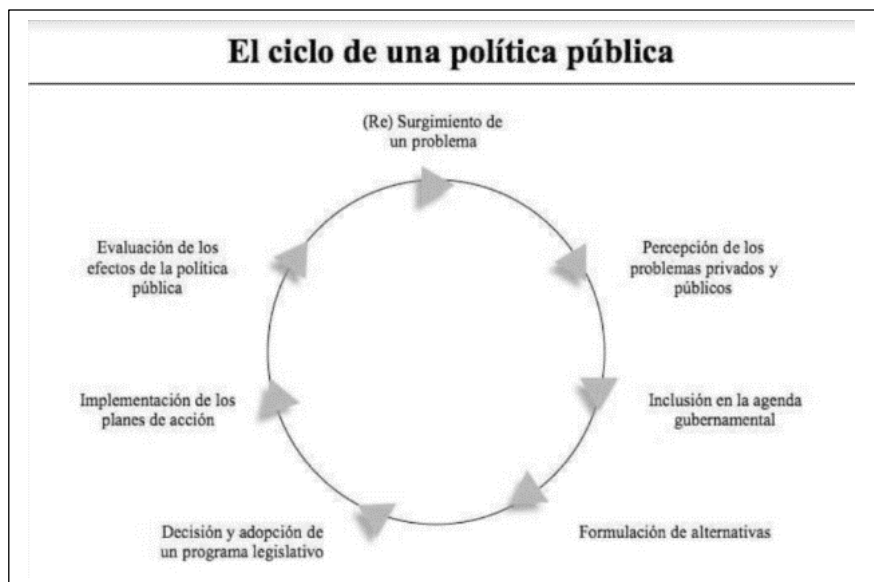 El ciclo de una política pública
(Re) Surgimiento de
un problema
Percepción de los
problemas privados y
públicos
Inclusión en la agenda
gubernamental
Formulación de alternativas
Decisión y adopción de
un programa legislativo
Implementación de los
planes de acción
Evaluación de los
efectos de la política
pública